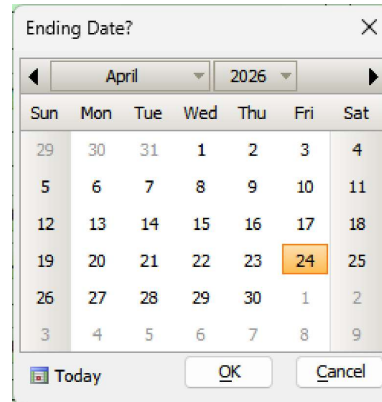 Ending Date?
April 2026
Sun Mon Tue Wed Thu Fri Sat
29 30 31 1 2 3 4
5 6 7 8 9 10 11
12 13 14 15 16 17 18
19 20 21 22 23 24 25
26 27 28 29 30 1 2
3 4 5 6 7 8 9
Today OK Cancel